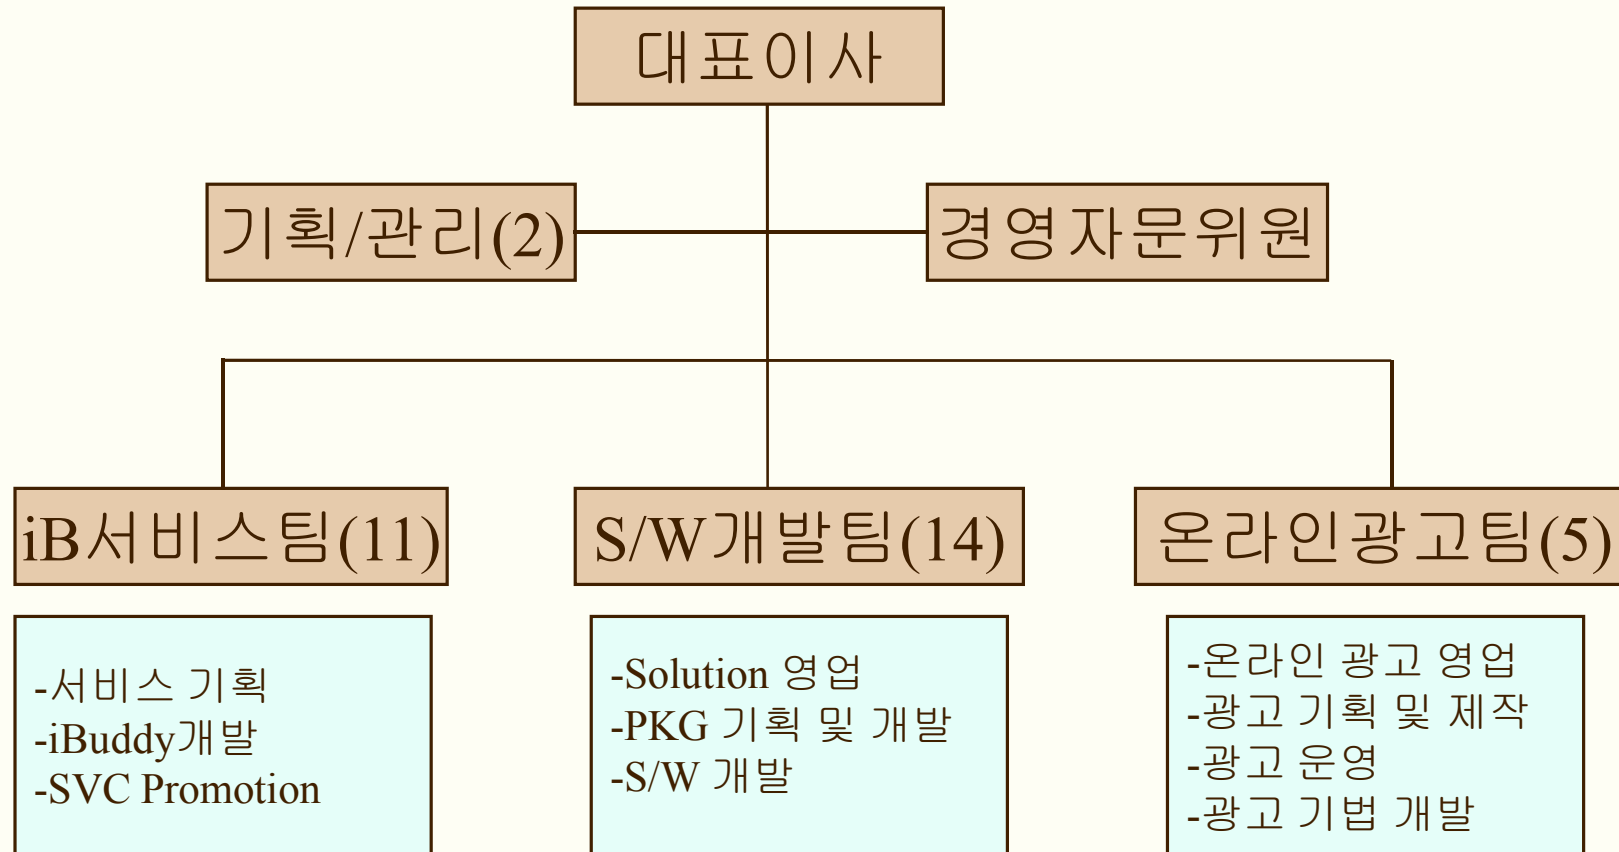 대표이사
기획/관리(2)
경영자문위원
iB서비스팀(11)
S/W개발팀(14)
온라인광고팀(5)
-서비스 기획
-iBuddy개발
-SVC Promotion
-Solution 영업
-PKG 기획 및 개발
-S/W 개발
-온라인 광고 영업
-광고 기획 및 제작
-광고 운영
-광고 기법 개발